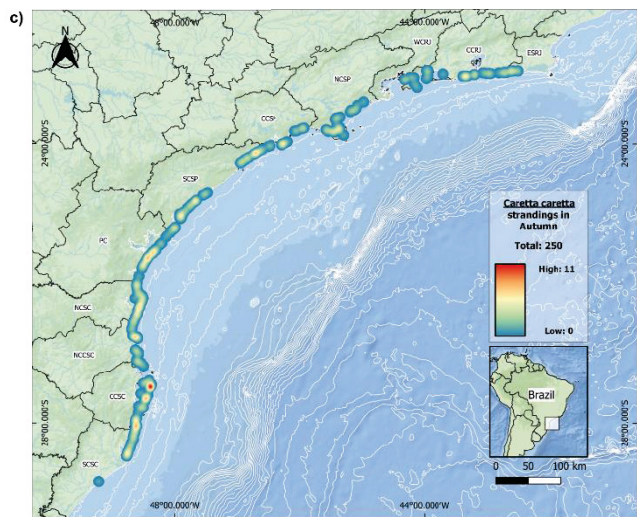 c)
48°00.000'W
44°00.000'W
N
WCRJ
CCRJ
ESRJ
NCSP
CCSP
24°00.000'S
24°00.000'S
SCSP
PC
Caretta caretta
strandings in
Autumn
Total: 250
High: 11
Low: 0
NCSC
NCCSC
Brazil
CCSC
28°00.000'S
28°00.000'S
SCSC
0
50
100 km
48°00.000'W
44°00.000'W